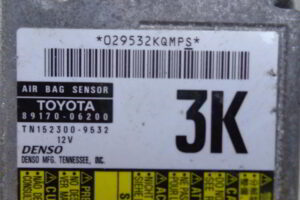 *029532KQMPS*
AIR BAG SENSOR
TOYOTA
89170-06200
TN152300-9532
12V
3K
DENSO
DENSO MFG. TENNESSEE, INC.